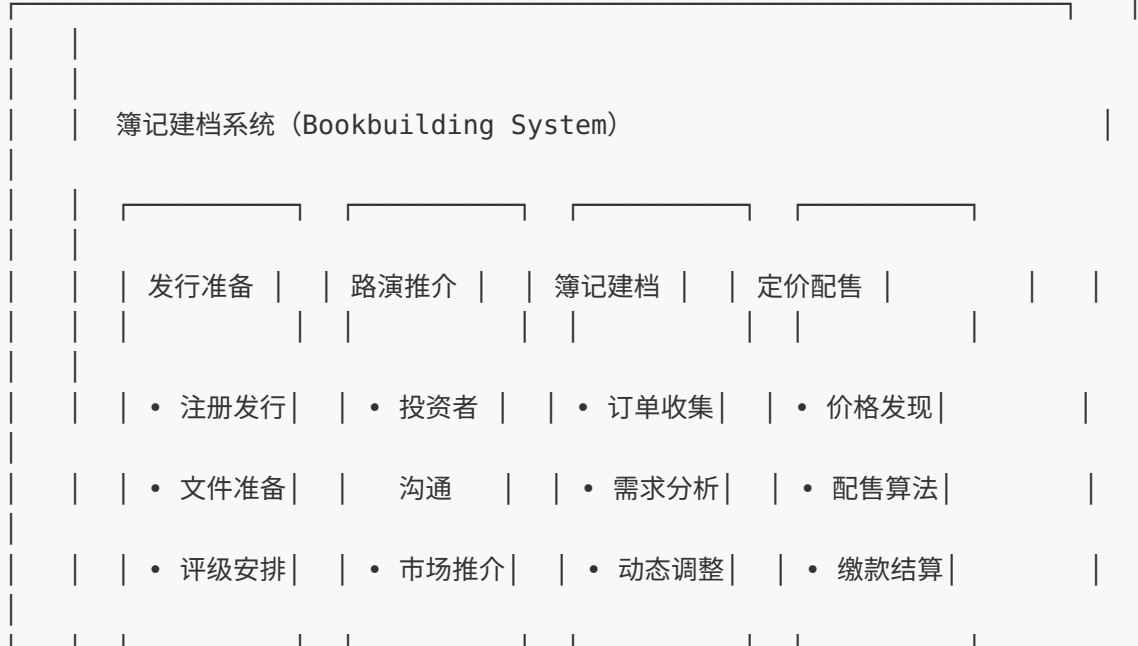 簿记建档系统（Bookbuilding System）
发行准备 路演推介 簿记建档 定价配售
• 注册发行 • 投资者 • 订单收集 • 价格发现
• 文件准备 沟通 • 需求分析 • 配售算法
• 评级安排 • 市场推介 • 动态调整 • 缴款结算